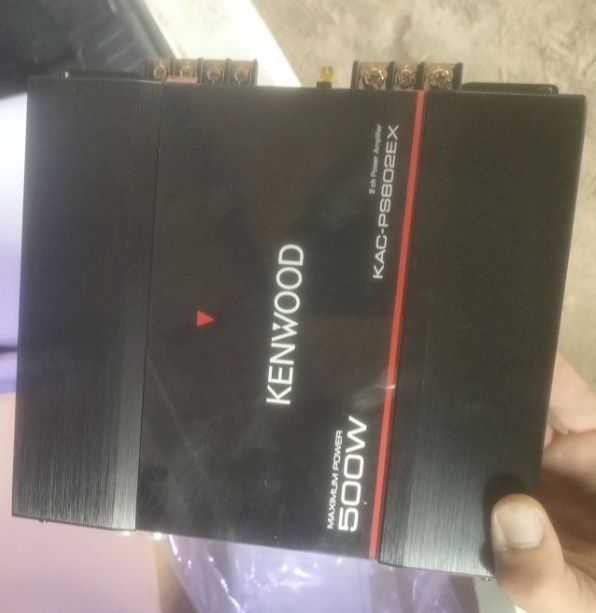 KENWOOD
2 ch Power Amplifier
KAC-PS802EX
MAXIMUM POWER
500W